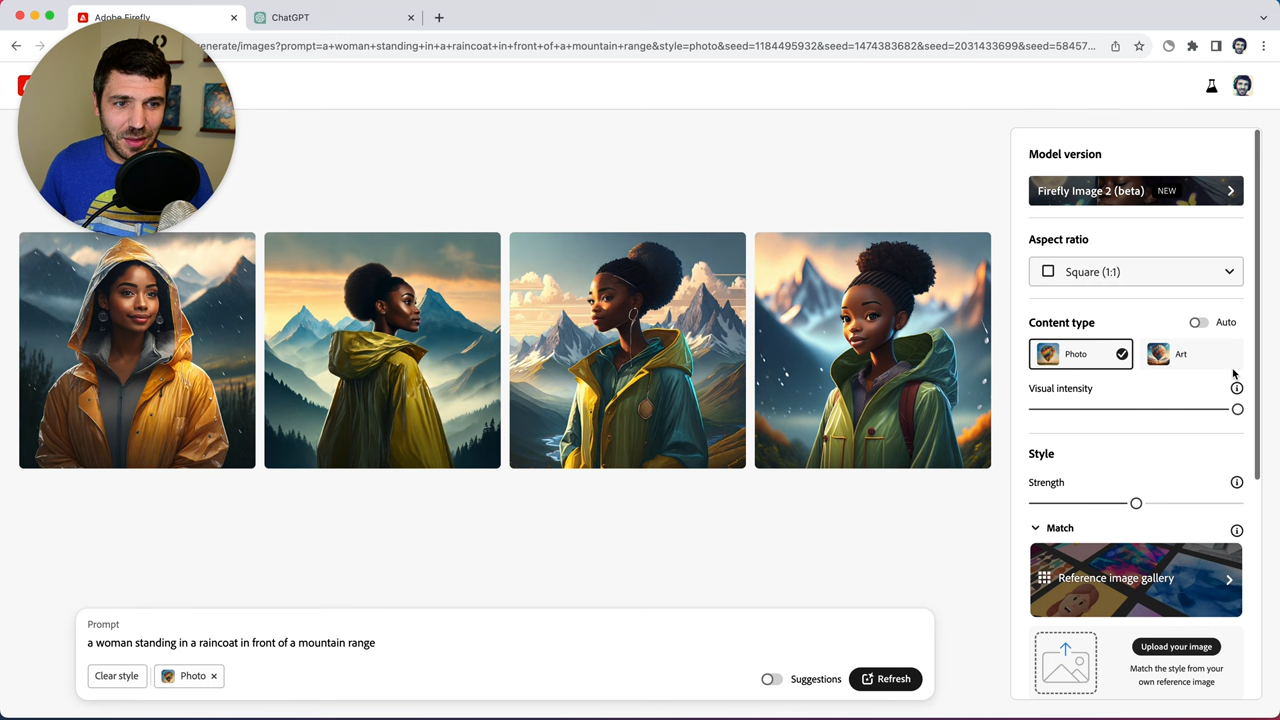 Adobe Firefly
ChatGPT
enerate/images?prompt=a+woman+standing+in+a+raincoat+in+front+of+a+mountain+range&style=photo&seed=1184495932&seed=1474383682&seed=2031433699&seed=58457...
Model version
Firefly Image 2 (beta) NEW
Aspect ratio
Square (1:1)
Content type Auto
Photo Art
Visual intensity
Style
Strength
Match
Reference image gallery
Upload your image
Match the style from your
own reference image
Prompt
a woman standing in a raincoat in front of a mountain range
Clear style Photo Suggestions Refresh